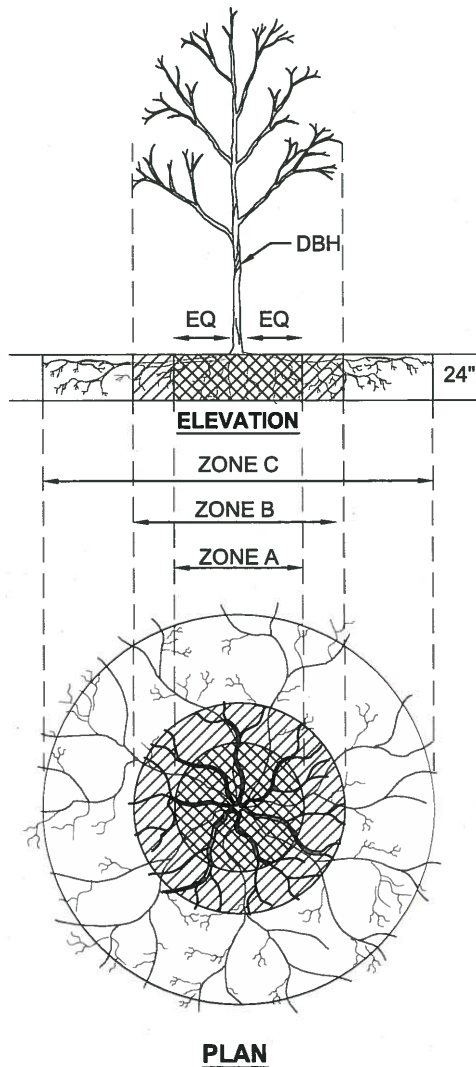 DBH
EQ EQ
24"
ELEVATION
ZONE C
ZONE B
ZONE A
PLAN